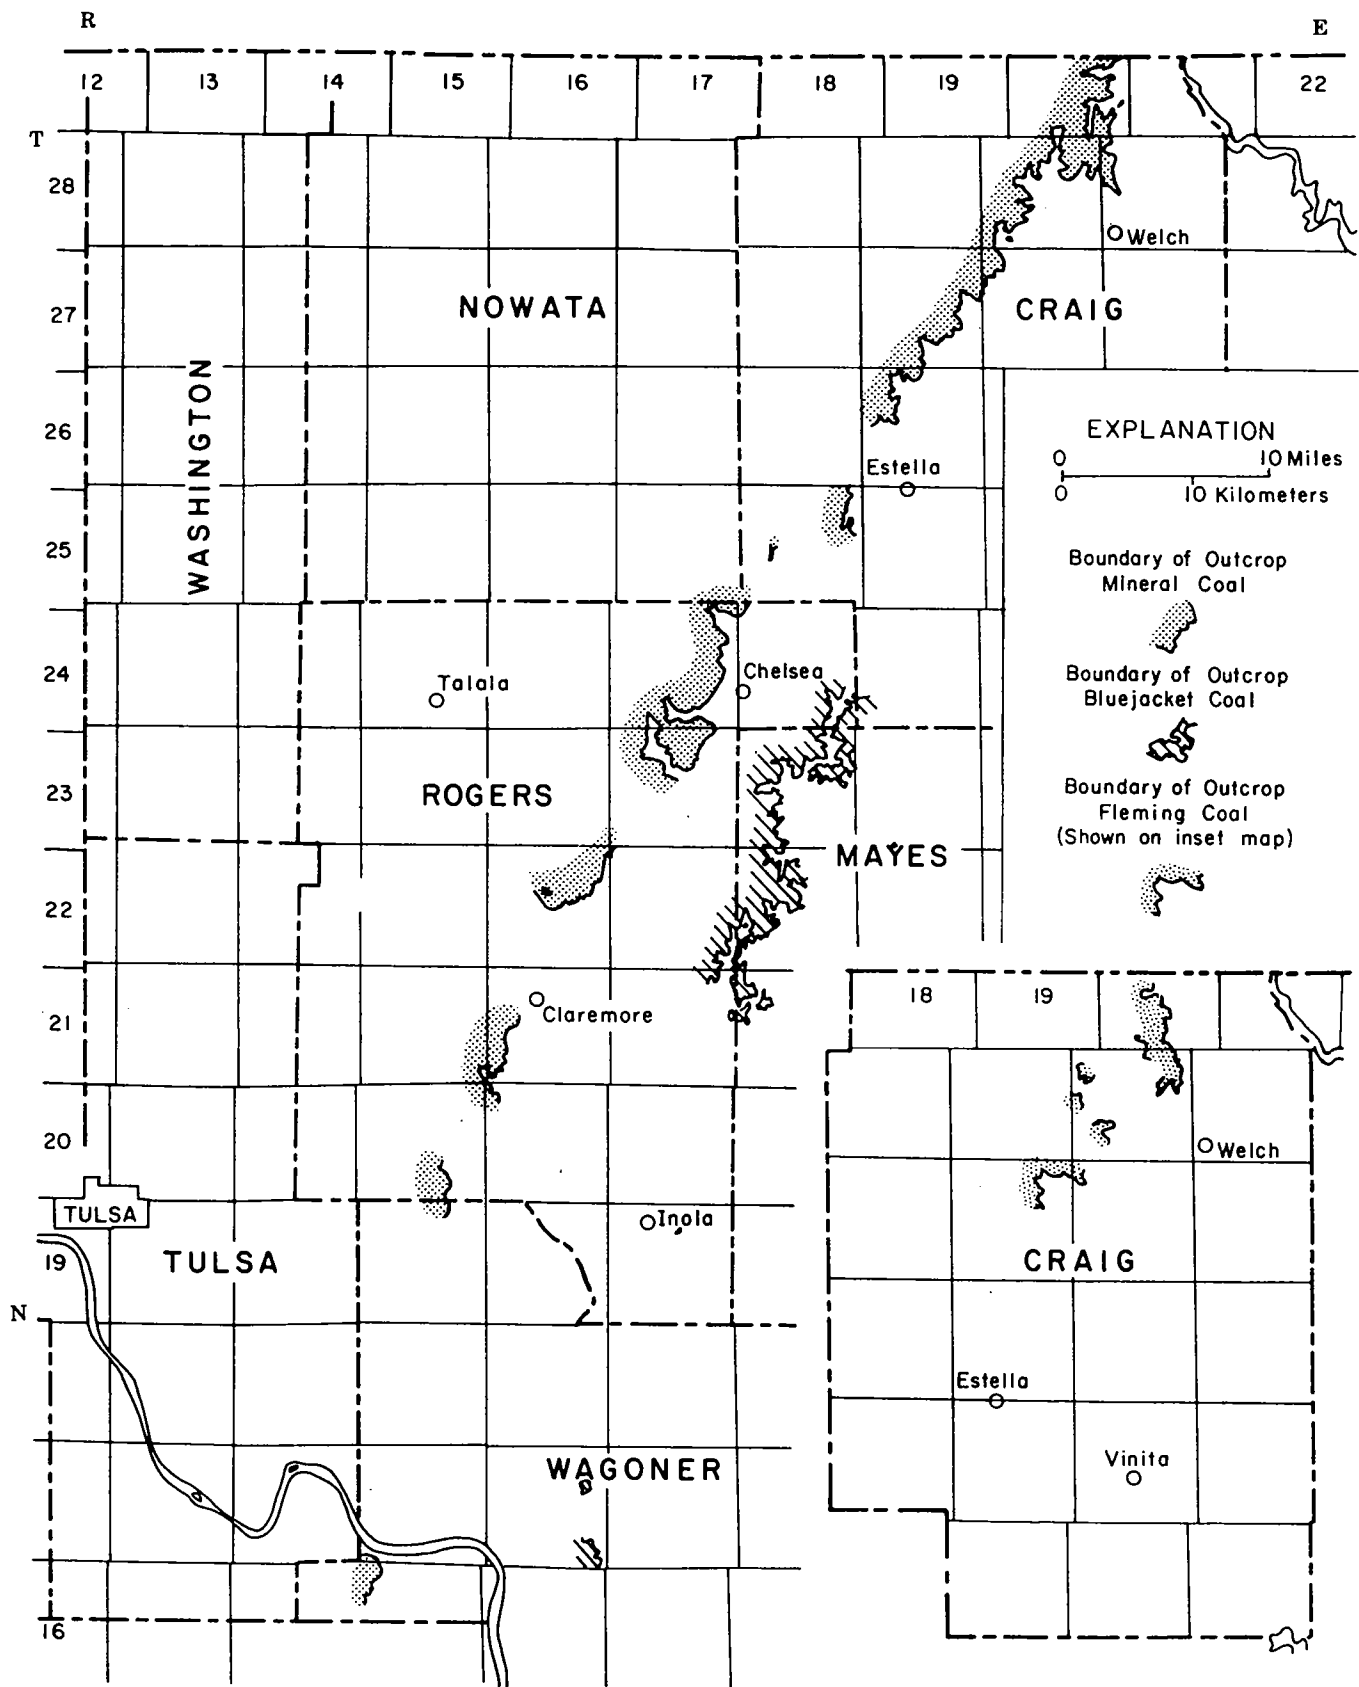 R E
12 13 14 15 16 17 18 19 22
T
28
Welch
NOWATA CRAIG
27
WASHINGTON
26
EXPLANATION
0 10 Miles
0 10 Kilometers
Estella
25
Boundary of Outcrop
Mineral Coal
24
Talala
Chelsea
Boundary of Outcrop
Bluejacket Coal
23
ROGERS
Boundary of Outcrop
Fleming Coal
(Shown on inset map)
MAYES
22
18 19
21
Claremore
20
Welch
TULSA
Inola
19
TULSA
CRAIG
N
Estella
Vinita
WAGONER
16